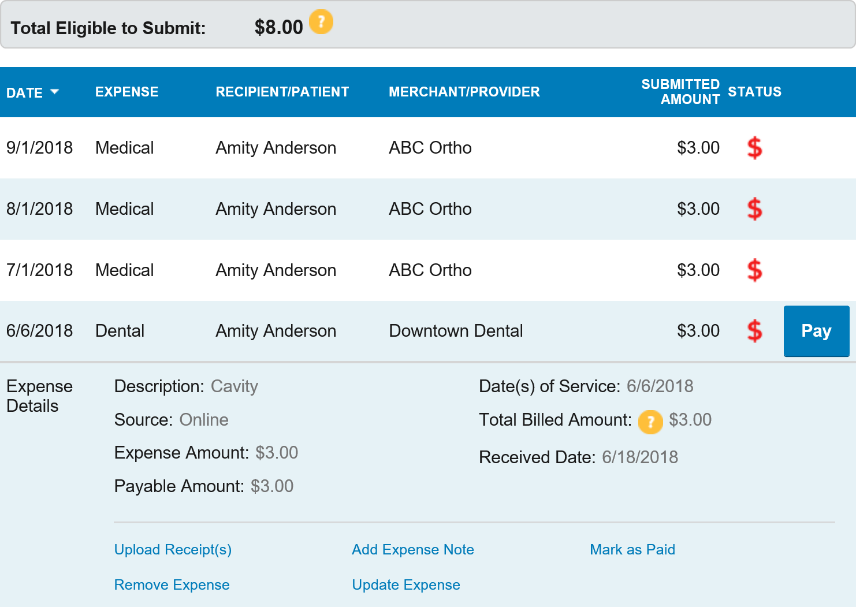 Total Eligible to Submit: $8.00 ?
DATE EXPENSE RECIPIENT/PATIENT MERCHANT/PROVIDER SUBMITTED AMOUNT STATUS
9/1/2018 Medical Amity Anderson ABC Ortho $3.00 $
8/1/2018 Medical Amity Anderson ABC Ortho $3.00 $
7/1/2018 Medical Amity Anderson ABC Ortho $3.00 $
6/6/2018 Dental Amity Anderson Downtown Dental $3.00 $ Pay
Expense Details
Description: Cavity
Source: Online
Expense Amount: $3.00
Payable Amount: $3.00
Date(s) of Service: 6/6/2018
Total Billed Amount: ? $3.00
Received Date: 6/18/2018
Upload Receipt(s) Add Expense Note Mark as Paid
Remove Expense Update Expense